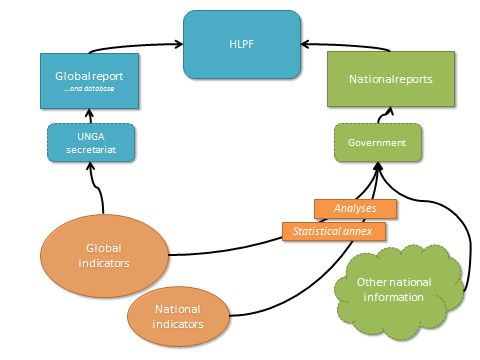 HLPF
Global report
...and database
Nationalreports
UNGA
secretariat
Government
Analyses
Statistical annex
Global
indicators
Other national
information
National
indicators